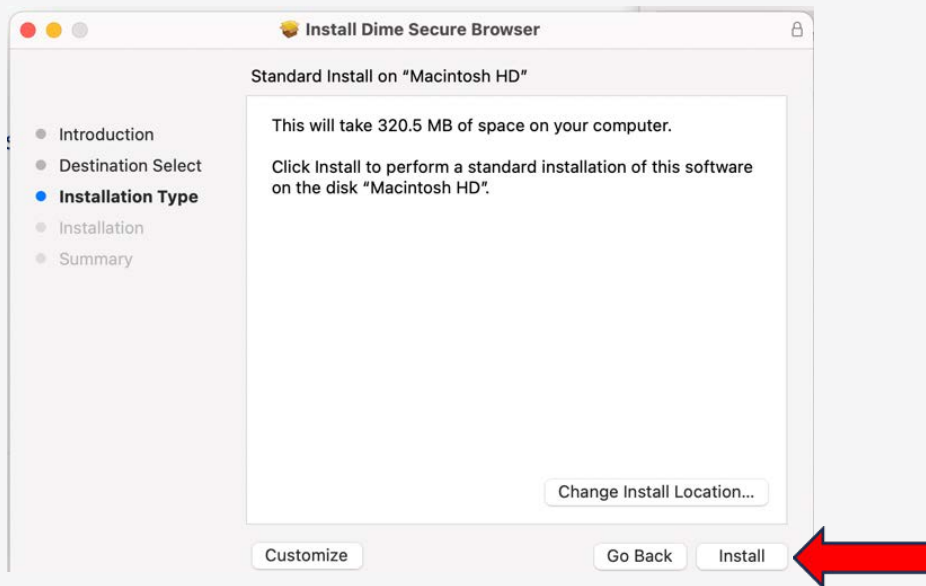 Install Dime Secure Browser
Standard Install on “Macintosh HD”
Introduction
Destination Select
Installation Type
Installation
Summary
This will take 320.5 MB of space on your computer.
Click Install to perform a standard installation of this software
on the disk “Macintosh HD”.
Change Install Location...
Customize
Go Back
Install